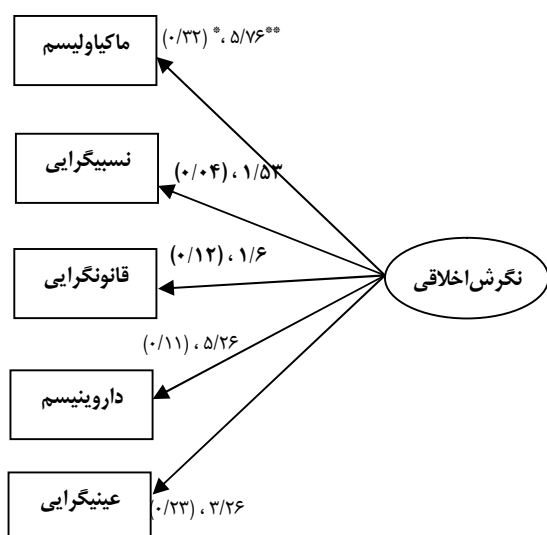 ماکیاولیسم
(۰/۳۲) *، ۵/۷۶**
نسبیگرایی
(۰/۰۴) ، ۱/۵۳
قانونگرایی
(۰/۱۲) ، ۱/۶
نگرش اخلاقی
(۰/۱۱) ، ۵/۲۶
داروینیسم
عینیگرایی
(۰/۲۳) ، ۳/۲۶